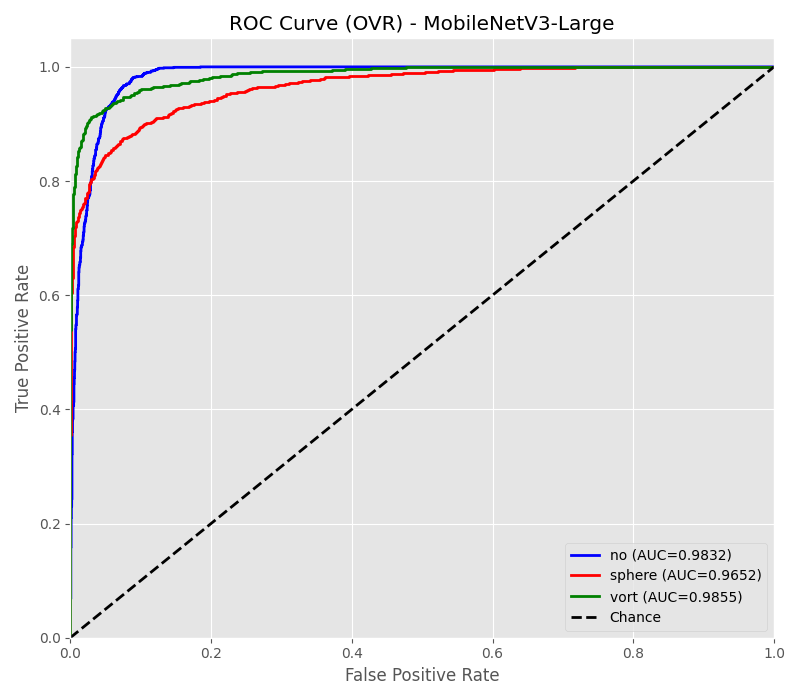 ROC Curve (OVR) - MobileNetV3-Large
True Positive Rate
1.0
0.8
0.6
0.4
0.2
0.0
no (AUC=0.9832)
sphere (AUC=0.9652)
vort (AUC=0.9855)
Chance
0.0 0.2 0.4 0.6 0.8 1.0
False Positive Rate